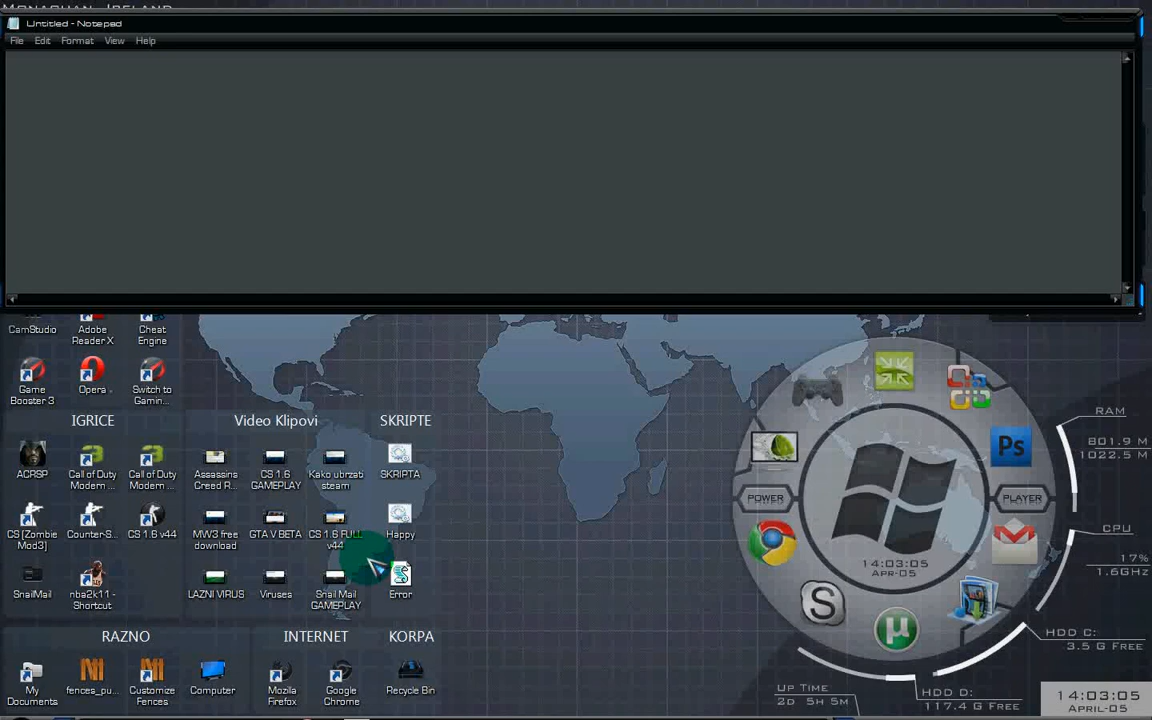 MONAGHAN, IRELAND
Untitled - Notepad
File Edit Format View Help
CamStudio
Adobe
Reader X
Cheat
Engine
Game
Booster 3
Opera
Switch to
Gamin...
IGRICE
Video Klipovi
SKRIPTE
ACRSP
Call of Duty
Modern ...
Call of Duty
Modern ...
Assassins
Creed R...
CS 1.6
GAMEPLAY
Kako ubrzati
steam
SKRIPTA
CS [Zombie
Mod3]
Counter-S...
CS 1.6 v44
MW3 free
download
GTA V BETA
CS 1.6 FULL
v44
Happy
SnailMail
nba2k11 -
Shortcut
LAZNI VIRUS
Viruses
Snail Mail
GAMEPLAY
Error
RAZNO
INTERNET
KORPA
My
Documents
fences_pu...
Customize
Fences
Computer
Mozilla
Firefox
Google
Chrome
Recycle Bin
Ps
POWER
PLAYER
14:03:05
APR-05
S
µ
RAM
801.9 M
1022.5 M
CPU
17%
1.6GHz
HDD C:
3.5 G FREE
UP TIME
2D 5H 5M
HDD D:
117.4 G FREE
14:03:05
APRIL-05